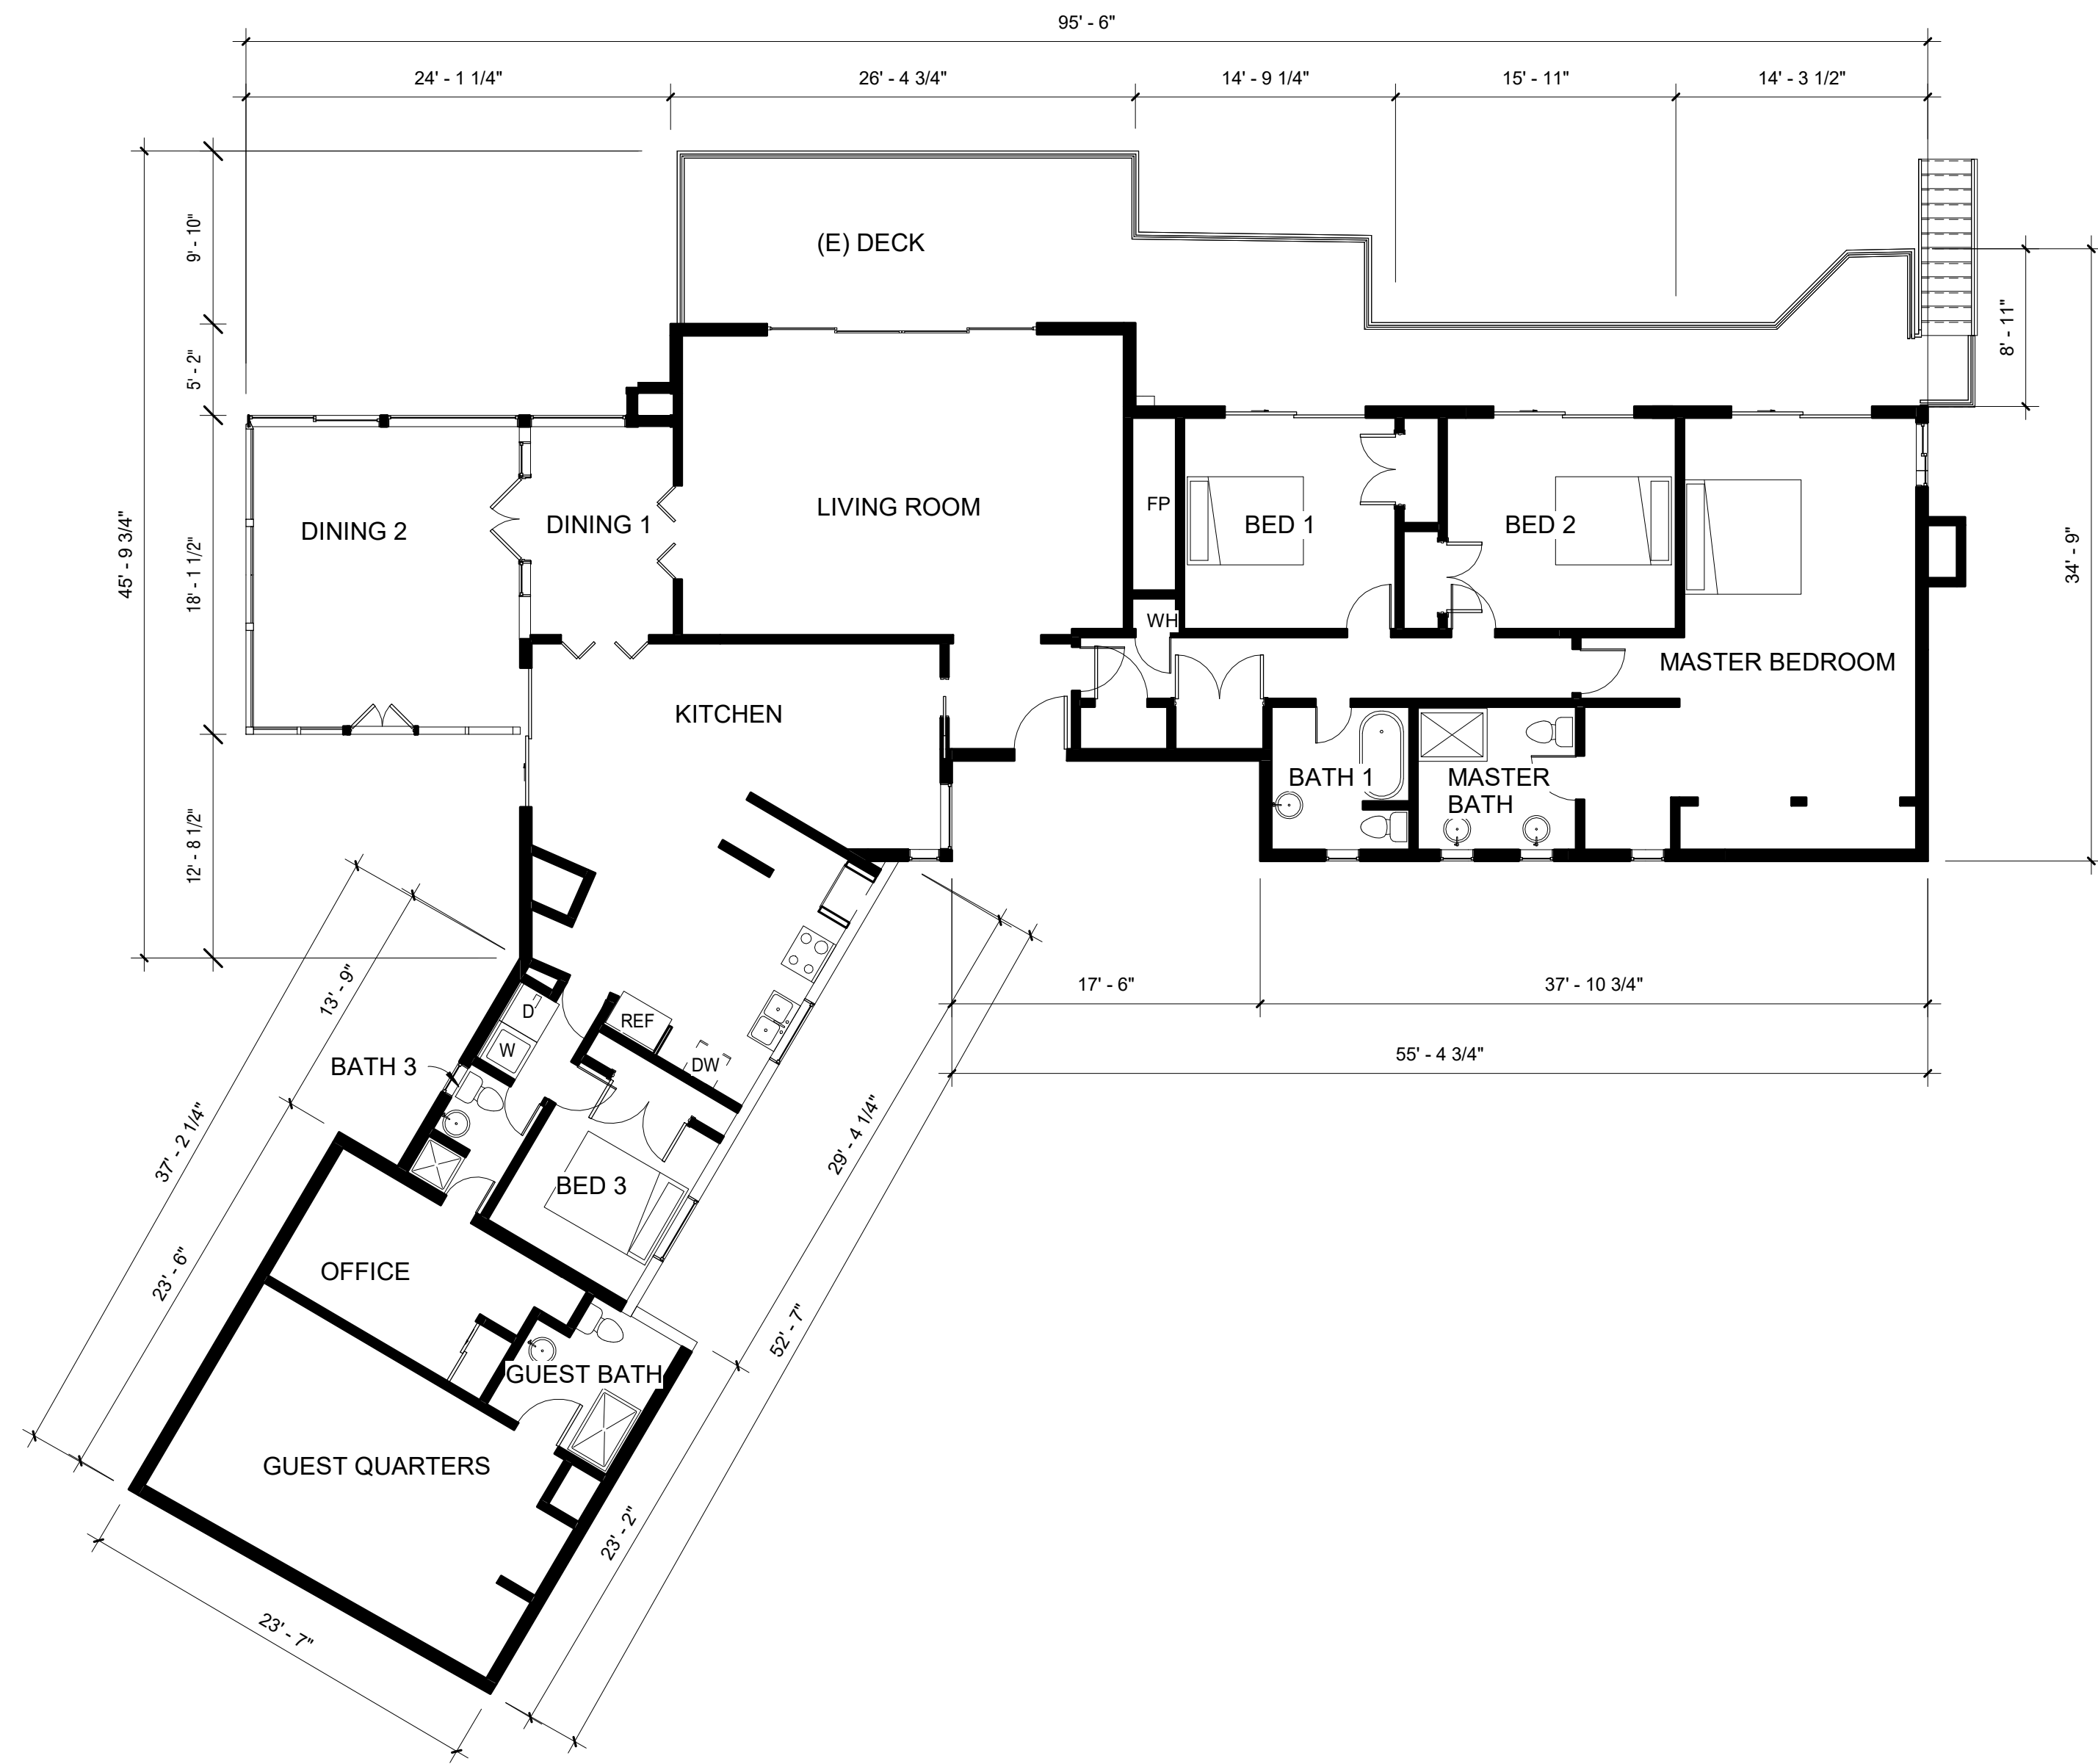 95' - 6"
24' - 1 1/4"
26' - 4 3/4"
14' - 9 1/4"
15' - 11"
14' - 3 1/2"
9' - 10"
(E) DECK
8' - 11"
5' - 2"
45' - 9 3/4"
18' - 1 1/2"
34' - 9"
DINING 2
DINING 1
LIVING ROOM
FP
BED 1
BED 2
WH
MASTER BEDROOM
KITCHEN
BATH 1
MASTER
BATH
12' - 8 1/2"
13' - 9"
17' - 6"
37' - 10 3/4"
55' - 4 3/4"
D
W
REF
DW
BATH 3
37' - 2 1/4"
29' - 4 1/4"
BED 3
23' - 6"
OFFICE
52' - 7"
GUEST BATH
GUEST QUARTERS
23' - 2"
23' - 7"